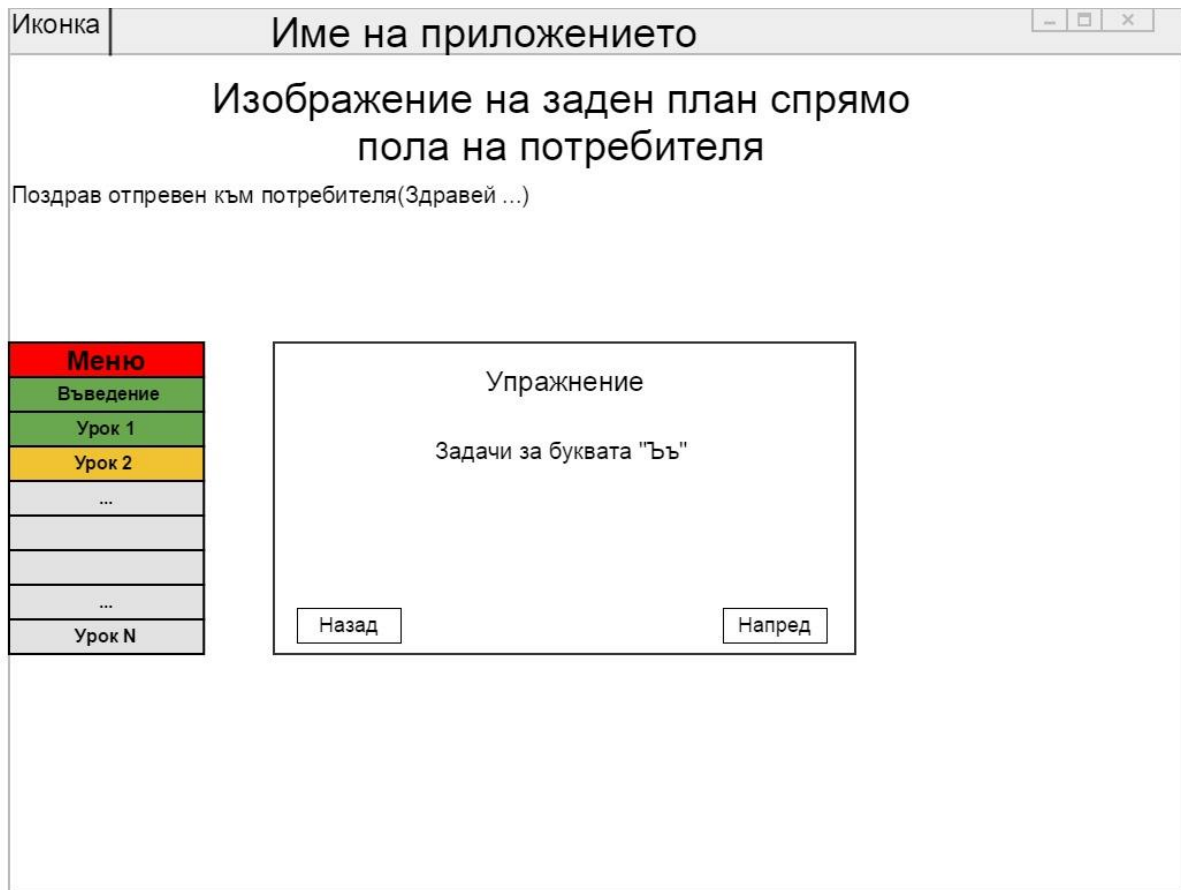 Иконка
Име на приложението
Изображение на заден план спрямо
пола на потребителя
Поздрав отпревен към потребителя(Здравей ...)
Меню
Въведение
Урок 1
Урок 2
...
...
Урок N
Упражнение
Задачи за буквата "Ъъ"
Назад
Напред